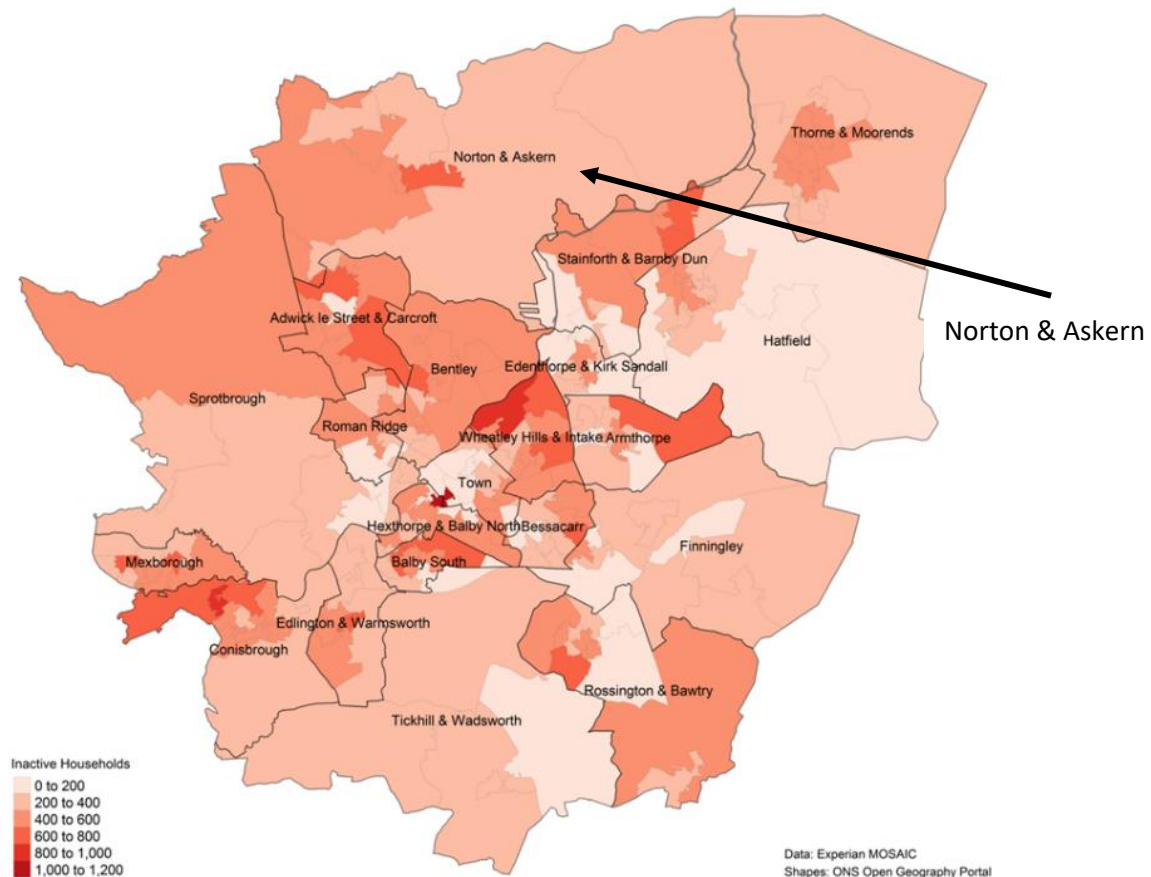 Thorne & Moorends
Norton & Askern
Stainforth & Barnby Dun
Norton & Askern
Adwick le Street & Carcroft
Hatfield
Edenthorpe & Kirk Sandall
Bentley
Sprotbrough
Roman Ridge
Wheatley Hills & Intake
Armthorpe
Town
Hexthorpe & Balby North
Bessacarr
Finningley
Mexborough
Balby South
Edlington & Warmsworth
Conisbrough
Rossington & Bawtry
Tickhill & Wadsworth
Inactive Households
0 to 200
200 to 400
400 to 600
600 to 800
800 to 1,000
1,000 to 1,200
Data: Experian MOSAIC
Shapes: ONS Open Geography Portal